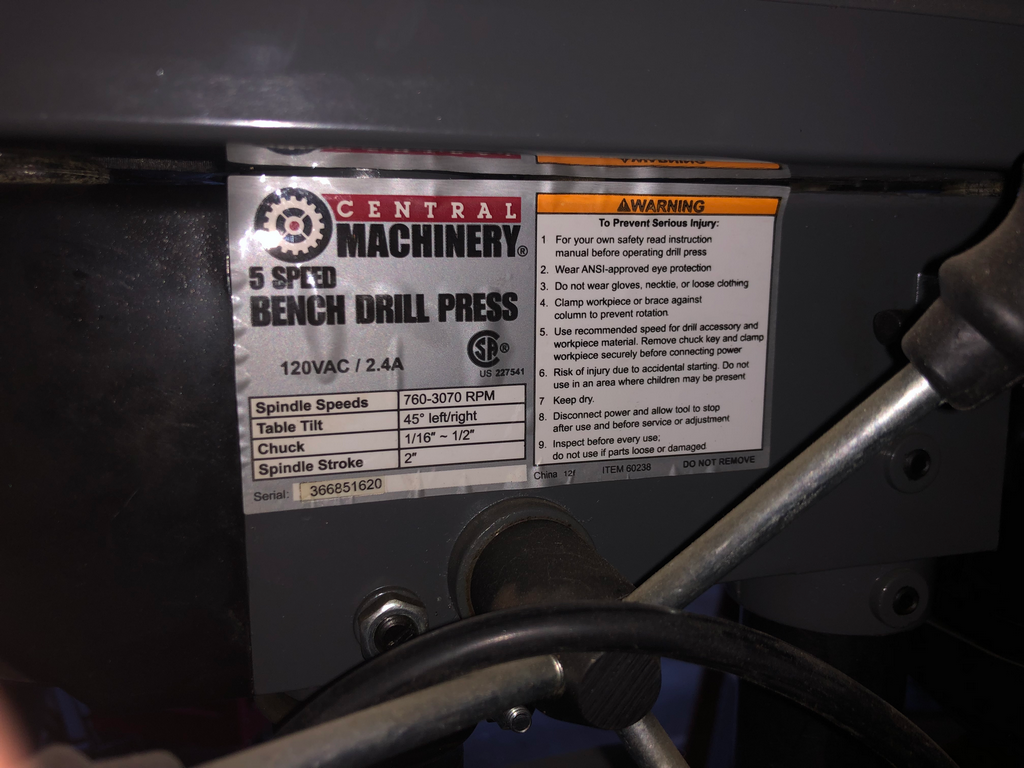 CENTRAL
MACHINERY®
5 SPEED
BENCH DRILL PRESS
120VAC / 2.4A
SA ®
US 227541
Spindle Speeds 760-3070 RPM
Table Tilt 45° left/right
Chuck 1/16" ~ 1/2"
Spindle Stroke 2"
Serial: 366851620
⚠WARNING
To Prevent Serious Injury:
1 For your own safety read instruction
manual before operating drill press
2. Wear ANSI-approved eye protection
3. Do not wear gloves, necktie, or loose clothing
4. Clamp workpiece or brace against
column to prevent rotation
5. Use recommended speed for drill accessory and
workpiece material. Remove chuck key and clamp
workpiece securely before connecting power
6. Risk of injury due to accidental starting. Do not
use in an area where children may be present
7 Keep dry.
8. Disconnect power and allow tool to stop
after use and before service or adjustment
9. Inspect before every use;
do not use if parts loose or damaged
China 12f ITEM 60238 DO NOT REMOVE